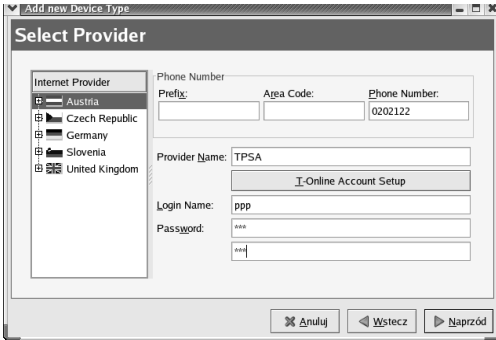 Add new Device Type
Select Provider
Internet Provider
Austria
Czech Republic
Germany
Slovenia
United Kingdom
Phone Number
Prefix:
Area Code:
Phone Number:
0202122
Provider Name: TPSA
T-Online Account Setup
Login Name: ppp
Password: ***
***
Anuluj
Wstecz
Naprzód